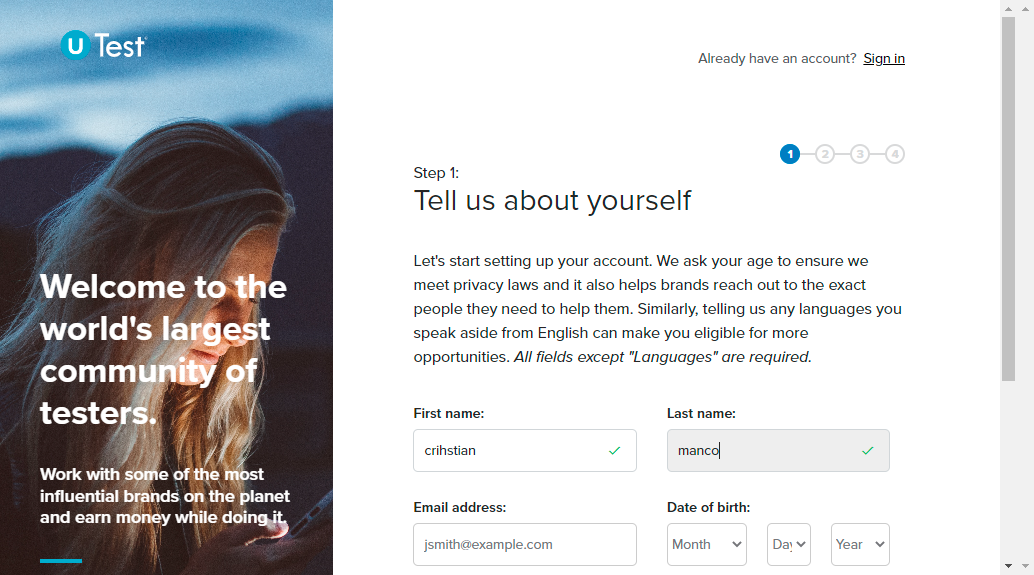 U Test
Already have an account? Sign in
1 2 3 4
Step 1:
Tell us about yourself
Let's start setting up your account. We ask your age to ensure we
meet privacy laws and it also helps brands reach out to the exact
people they need to help them. Similarly, telling us any languages you
speak aside from English can make you eligible for more
opportunities. All fields except "Languages" are required.
Welcome to the
world's largest
community of
testers.
Work with some of the most
influential brands on the planet
and earn money while doing it.
First name: Last name:
crihstian manco
Email address: Date of birth:
jsmith@example.com Month Day Year